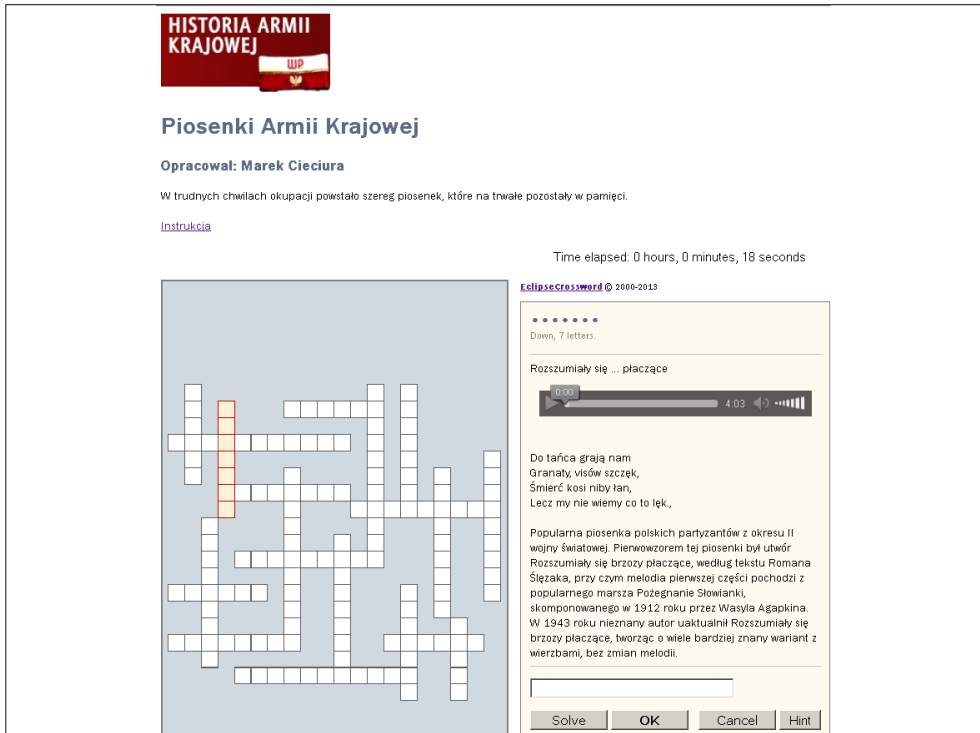 HISTORIA ARMII
KRAJOWEJ
WP
Piosenki Armii Krajowej
Opracował: Marek Cieciura
W trudnych chwilach okupacji powstało szereg piosenek, które na trwałe pozostały w pamięci.
Instrukcja
Time elapsed: 0 hours, 0 minutes, 18 seconds
EclipseCrossword © 2000-2013
Down, 7 letters.
Rozszumiały się ... płaczące
0:00
4:03
Do tańca grają nam
Granaty, visów szczęk,
Śmierć kosi niby łan,
Lecz my nie wiemy co to lęk.,
Popularna piosenka polskich partyzantów z okresu II
wojny światowej. Pierwowzorem tej piosenki był utwór
Rozszumiały się brzozy płaczące, według tekstu Romana
Ślęzaka, przy czym melodia pierwszej części pochodzi z
popularnego marsza Pożegnanie Słowianki,
skomponowanego w 1912 roku przez Wasyla Agapkina.
W 1943 roku nieznany autor uaktualnił Rozszumiały się
brzozy płaczące, tworząc o wiele bardziej znany wariant z
wierzbami, bez zmian melodii.
Solve
OK
Cancel
Hint